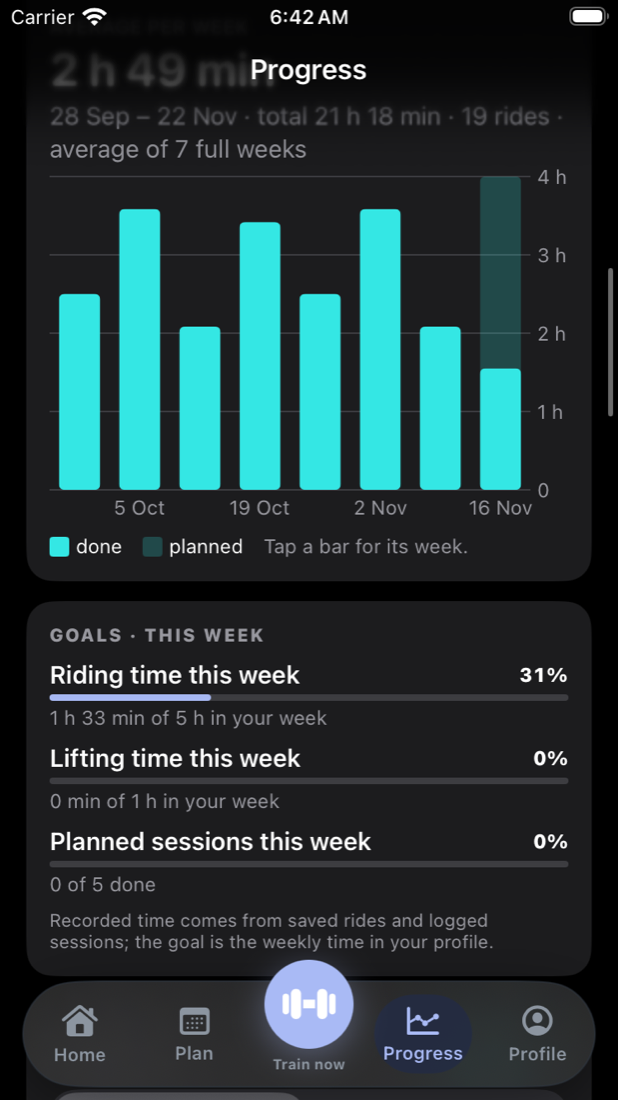 Carrier 6:42 AM
Progress
2 h 49 min
28 Sep – 22 Nov · total 21 h 18 min · 19 rides ·
average of 7 full weeks
4 h
3 h
2 h
1 h
0
5 Oct 19 Oct 2 Nov 16 Nov
done planned Tap a bar for its week.
GOALS · THIS WEEK
Riding time this week 31%
1 h 33 min of 5 h in your week
Lifting time this week 0%
0 min of 1 h in your week
Planned sessions this week 0%
0 of 5 done
Recorded time comes from saved rides and logged
sessions; the goal is the weekly time in your profile.
Home Plan Train now Progress Profile